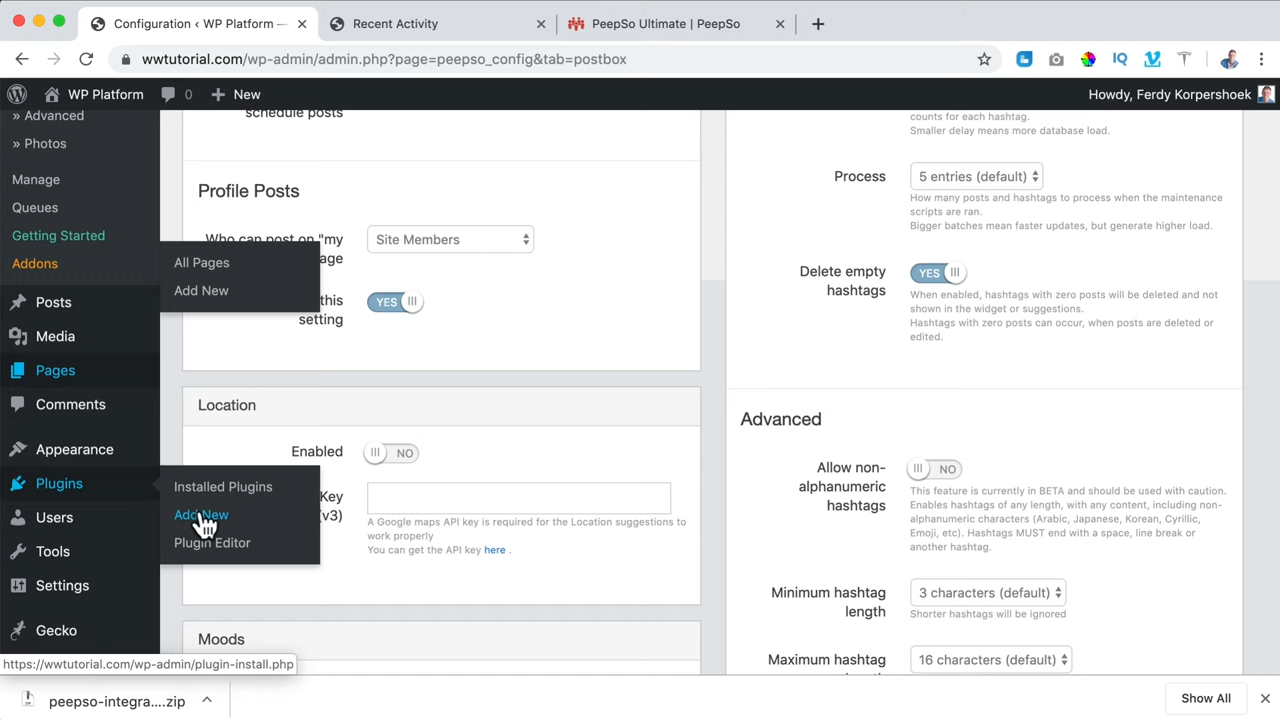 Configuration ‹ WP Platform —
Recent Activity
PeepSo Ultimate | PeepSo
wwtutorial.com/wp-admin/admin.php?page=peepso_config&tab=postbox
WP Platform
0
New
Howdy, Ferdy Korpershoek
» Advanced
» Photos
Manage
Queues
Getting Started
Addons
All Pages
Add New
Posts
Media
Pages
Comments
Appearance
Plugins
Installed Plugins
Add New
Plugin Editor
Users
Tools
Settings
Gecko
https://wwtutorial.com/wp-admin/plugin-install.php
schedule posts
Profile Posts
Who can post on "my
age
Site Members
this
setting
YES
Location
Enabled
NO
Key
(v3)
A Google maps API key is required for the Location suggestions to
work properly
You can get the API key here .
Moods
counts for each hashtag.
Smaller delay means more database load.
Process
5 entries (default)
How many posts and hashtags to process when the maintenance
scripts are ran.
Bigger batches mean faster updates, but generate higher load.
Delete empty
hashtags
YES
When enabled, hashtags with zero posts will be deleted and not
shown in the widget or suggestions.
Hashtags with zero posts can occur, when posts are deleted or
edited.
Advanced
Allow non-
alphanumeric
hashtags
NO
This feature is currently in BETA and should be used with caution.
Enables hashtags of any length, with any content, including non-
alphanumeric characters (Arabic, Japanese, Korean, Cyrillic,
Emoji, etc). Hashtags MUST end with a space, line break or
another hashtag.
Minimum hashtag
length
3 characters (default)
Shorter hashtags will be ignored
Maximum hashtag
16 characters (default)
peepso-integra....zip
Show All